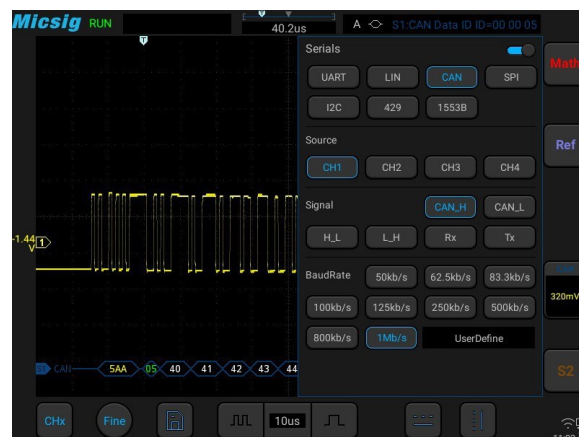 Micsig RUN
T
40.2us
A S1:CAN Data ID ID=00 00 05
Serials
Math
UART LIN CAN SPI
I2C 429 1553B
Source
Ref
CH1 CH2 CH3 CH4
Signal CAN_H CAN_L
-1.44
V
1
H_L L_H Rx Tx
BaudRate 50kb/s 62.5kb/s 83.3kb/s
320mV
100kb/s 125kb/s 250kb/s 500kb/s
800kb/s 1Mb/s UserDefine
S1 CAN 5AA 05 40 41 42 43 44
S2
CHx Fine 10us